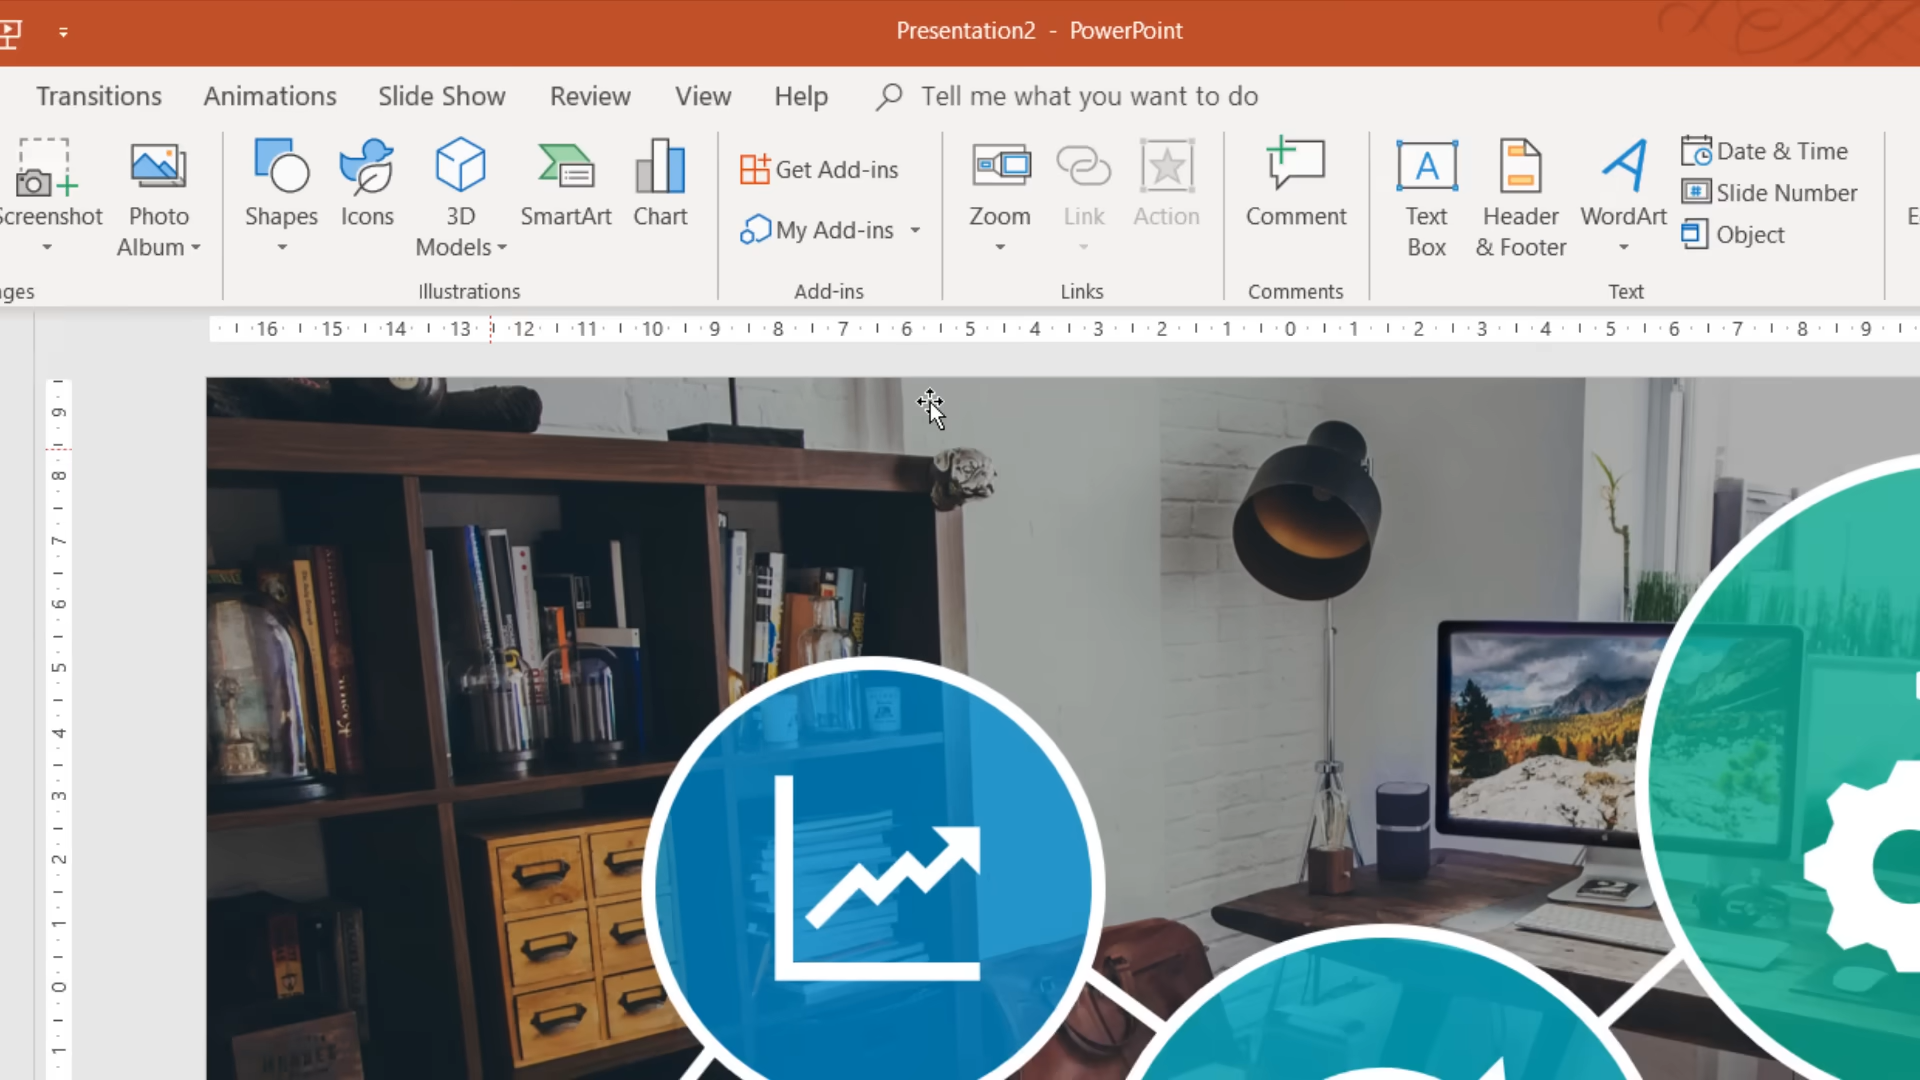 Presentation2 - PowerPoint
Transitions Animations Slide Show Review View Help Tell me what you want to do
Screenshot
Photo
Album
Shapes
Icons
3D
Models
SmartArt
Chart
Get Add-ins
My Add-ins
Zoom
Link
Action
Comment
A
Text
Box
Header
& Footer
WordArt
Date & Time
# Slide Number
Object
ges
Illustrations
Add-ins
Links
Comments
Text
16 15 14 13 12 11 10 9 8 7 6 5 4 3 2 1 0 1 2 3 4 5 6 7 8 9
9
8
7
6
5
4
3
2
1
0
1